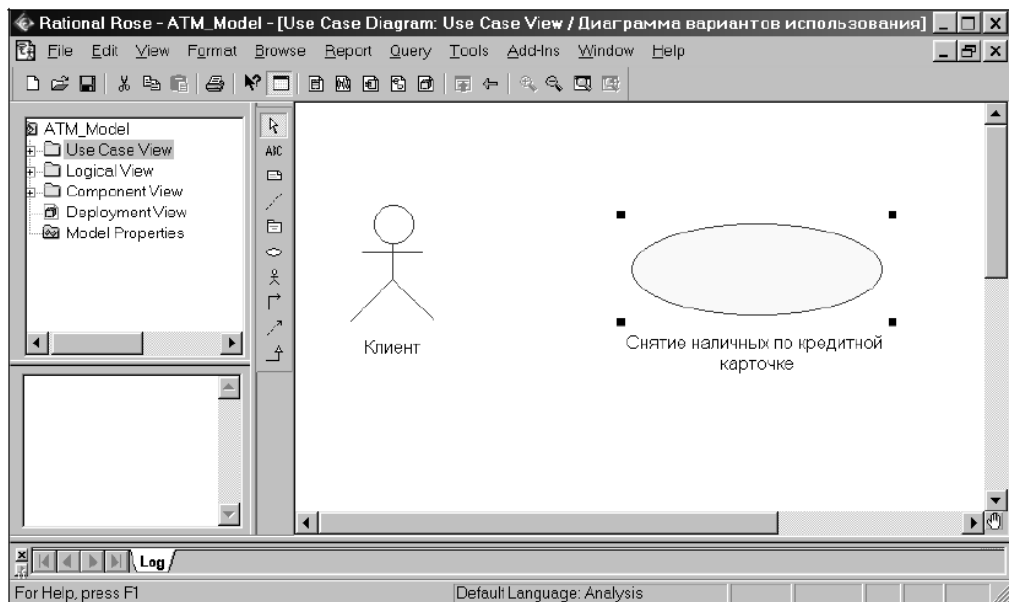 Rational Rose - ATM_Model - [Use Case Diagram: Use Case View / Диаграмма вариантов использования]
File Edit View Format Browse Report Query Tools Add-Ins Window Help
ATM_Model
Use Case View
Logical View
Component View
Deployment View
Model Properties
ABC
Клиент
Снятие наличных по кредитной
карточке
Log
For Help, press F1
Default Language: Analysis